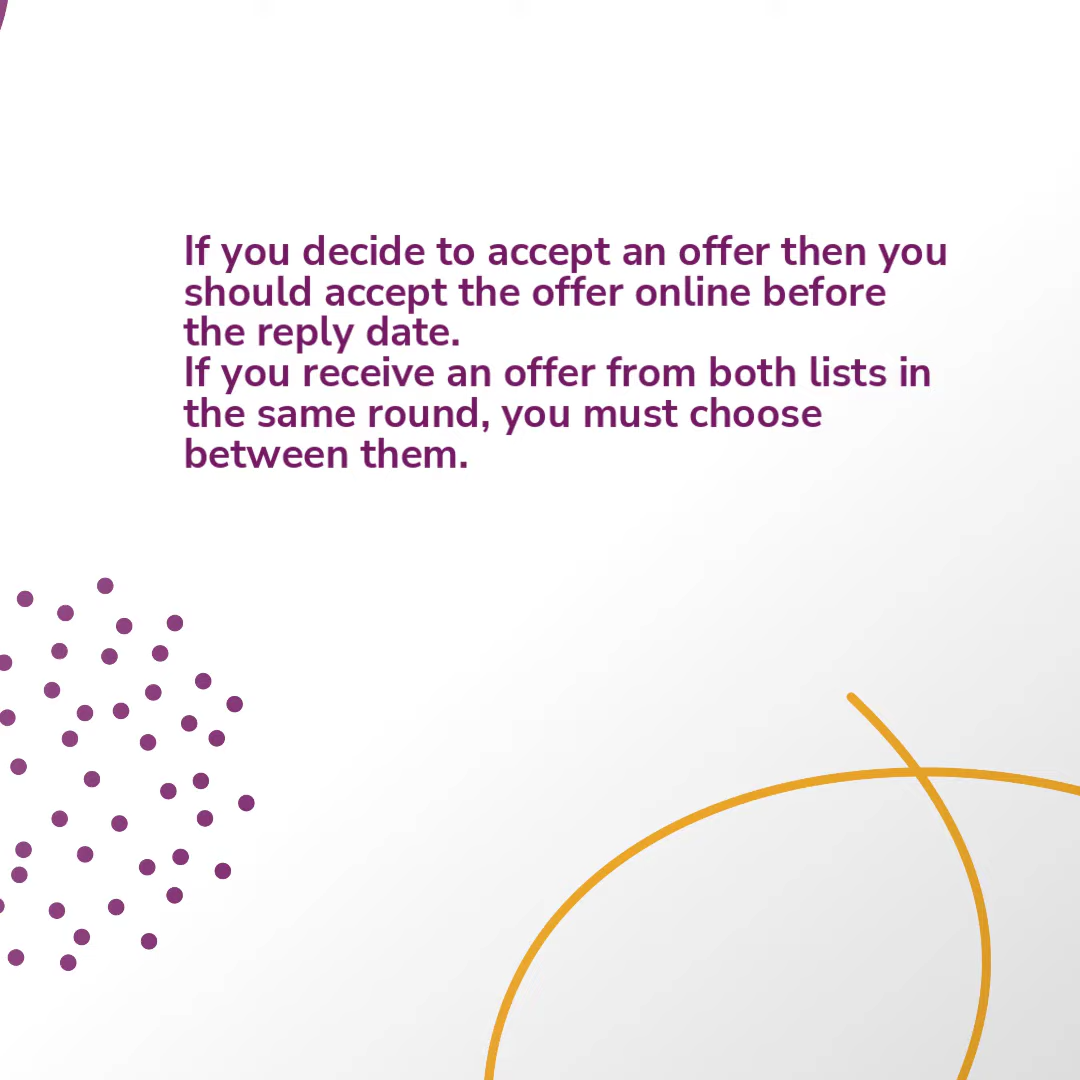 If you decide to accept an offer then you
should accept the offer online before
the reply date.
If you receive an offer from both lists in
the same round, you must choose
between them.